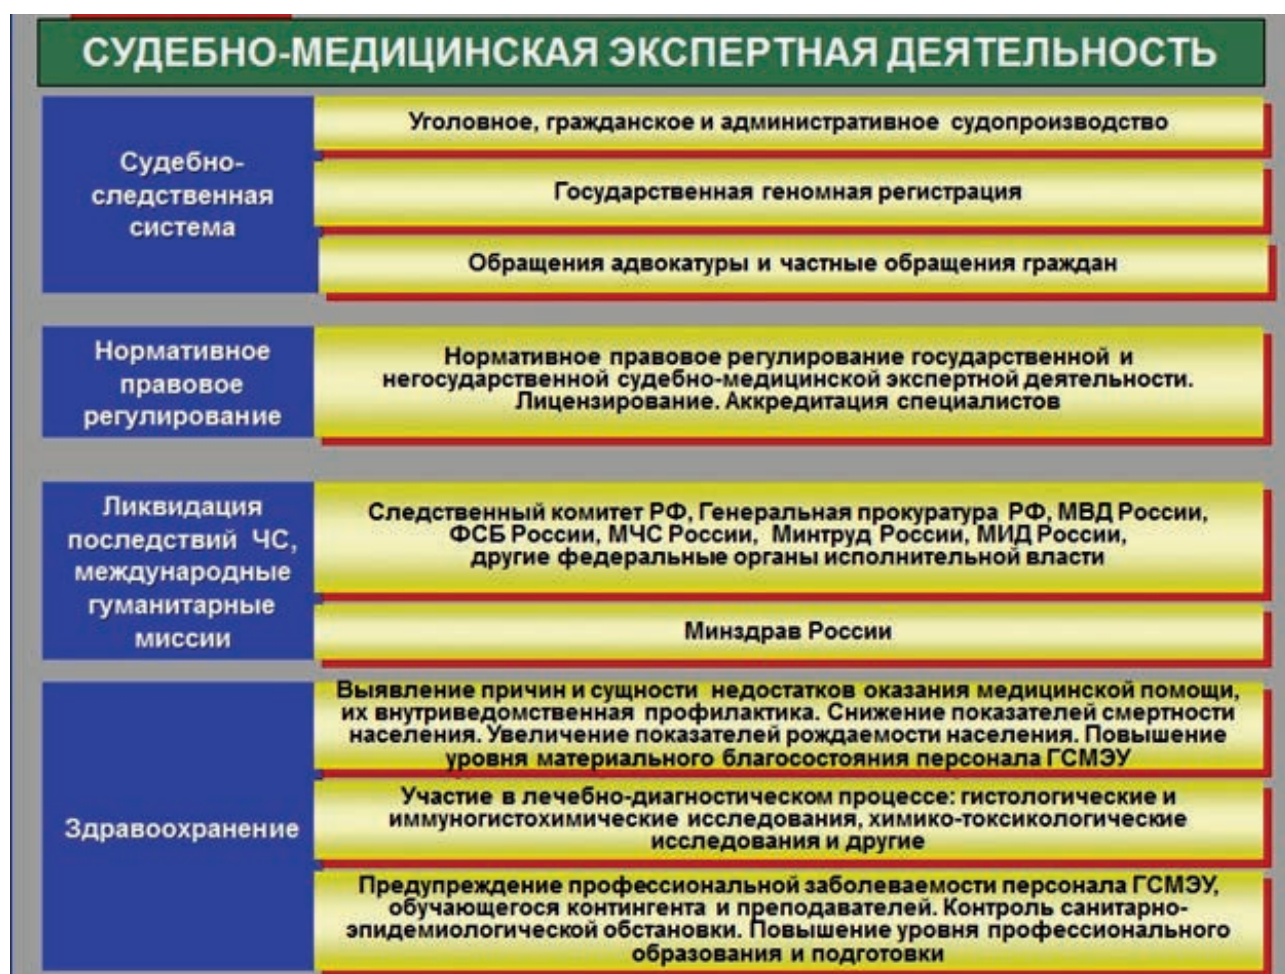 СУДЕБНО-МЕДИЦИНСКАЯ ЭКСПЕРТНАЯ ДЕЯТЕЛЬНОСТЬ
Судебно-
следственная
система
Уголовное, гражданское и административное судопроизводство
Государственная геномная регистрация
Обращения адвокатуры и частные обращения граждан
Нормативное
правовое
регулирование
Нормативное правовое регулирование государственной и
негосударственной судебно-медицинской экспертной деятельности.
Лицензирование. Аккредитация специалистов
Ликвидация
последствий ЧС,
международные
гуманитарные
миссии
Следственный комитет РФ, Генеральная прокуратура РФ, МВД России,
ФСБ России, МЧС России, Минтруд России, МИД России,
другие федеральные органы исполнительной власти
Минздрав России
Здравоохранение
Выявление причин и сущности недостатков оказания медицинской помощи,
их внутриведомственная профилактика. Снижение показателей смертности
населения. Увеличение показателей рождаемости населения. Повышение
уровня материального благосостояния персонала ГСМЭУ
Участие в лечебно-диагностическом процессе: гистологические и
иммуногистохимические исследования, химико-токсикологические
исследования и другие
Предупреждение профессиональной заболеваемости персонала ГСМЭУ,
обучающегося контингента и преподавателей. Контроль санитарно-
эпидемиологической обстановки. Повышение уровня профессионального
образования и подготовки